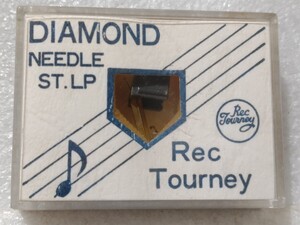 DIAMOND
NEEDLE
ST.LP
Rec
Tourney
Rec
Tourney